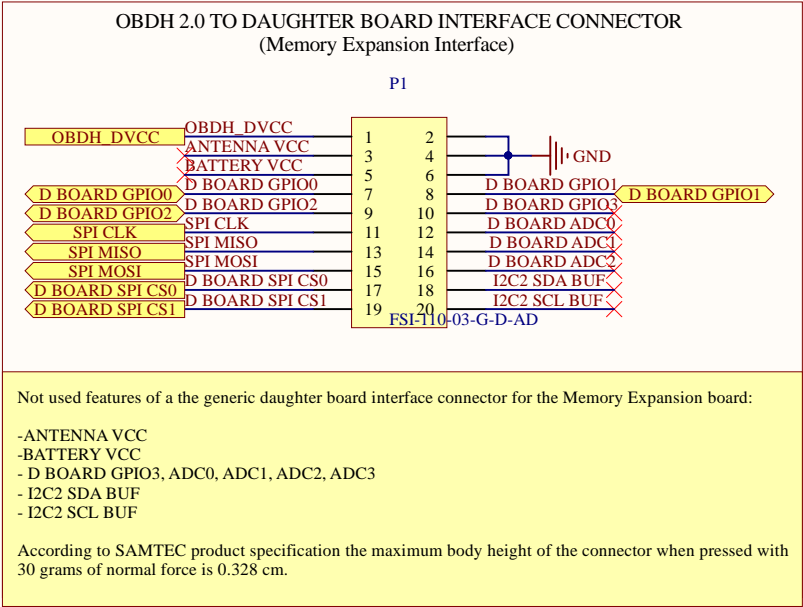 OBDH 2.0 TO DAUGHTER BOARD INTERFACE CONNECTOR
(Memory Expansion Interface)
P1
OBDH_DVCC OBDH_DVCC 1 2
ANTENNA VCC 3 4 GND
BATTERY VCC 5 6
D BOARD GPIO0 D BOARD GPIO0 7 8 D BOARD GPIO1 D BOARD GPIO1
D BOARD GPIO2 D BOARD GPIO2 9 10 D BOARD GPIO3
SPI CLK SPI CLK 11 12 D BOARD ADC0
SPI MISO SPI MISO 13 14 D BOARD ADC1
SPI MOSI SPI MOSI 15 16 D BOARD ADC2
D BOARD SPI CS0 D BOARD SPI CS0 17 18 I2C2 SDA BUF
D BOARD SPI CS1 D BOARD SPI CS1 19 20 I2C2 SCL BUF
FSI-110-03-G-D-AD
Not used features of a the generic daughter board interface connector for the Memory Expansion board:
-ANTENNA VCC
-BATTERY VCC
- D BOARD GPIO3, ADC0, ADC1, ADC2, ADC3
- I2C2 SDA BUF
- I2C2 SCL BUF
According to SAMTEC product specification the maximum body height of the connector when pressed with
30 grams of normal force is 0.328 cm.